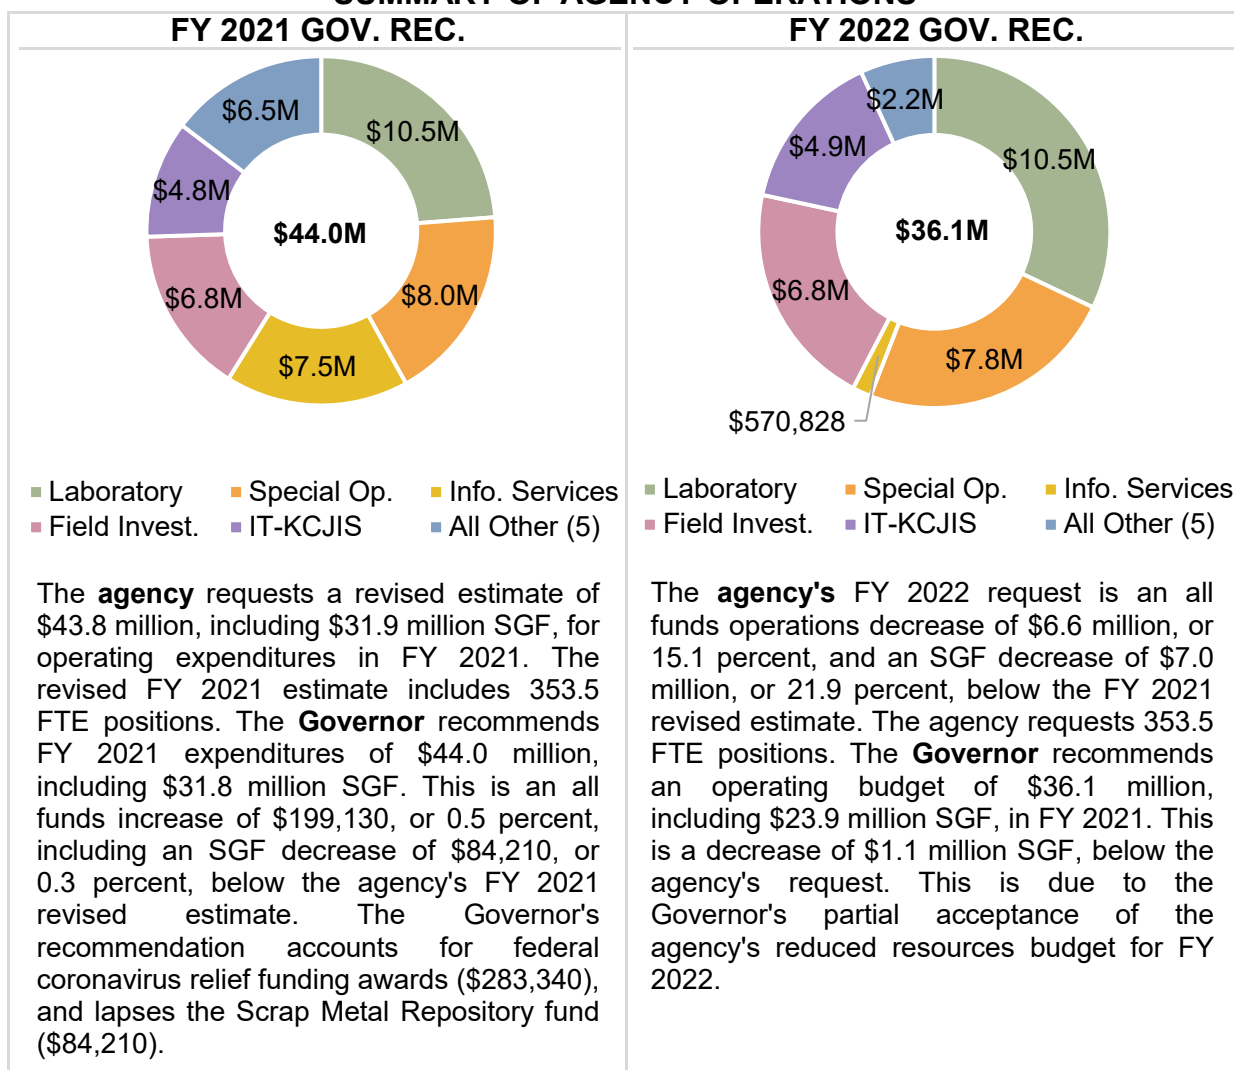 SUMMARY OF AGENCY OPERATIONS
FY 2021 GOV. REC.
$6.5M
$10.5M
$4.8M
$44.0M
$6.8M
$8.0M
$7.5M
Laboratory Special Op. Info. Services
Field Invest. IT-KCJIS All Other (5)
The agency requests a revised estimate of
$43.8 million, including $31.9 million SGF, for
operating expenditures in FY 2021. The
revised FY 2021 estimate includes 353.5
FTE positions. The Governor recommends
FY 2021 expenditures of $44.0 million,
including $31.8 million SGF. This is an all
funds increase of $199,130, or 0.5 percent,
including an SGF decrease of $84,210, or
0.3 percent, below the agency's FY 2021
revised estimate. The Governor's
recommendation accounts for federal
coronavirus relief funding awards ($283,340),
and lapses the Scrap Metal Repository fund
($84,210).
FY 2022 GOV. REC.
$2.2M
$4.9M
$10.5M
$36.1M
$6.8M
$7.8M
$570,828
Laboratory Special Op. Info. Services
Field Invest. IT-KCJIS All Other (5)
The agency's FY 2022 request is an all
funds operations decrease of $6.6 million, or
15.1 percent, and an SGF decrease of $7.0
million, or 21.9 percent, below the FY 2021
revised estimate. The agency requests 353.5
FTE positions. The Governor recommends
an operating budget of $36.1 million,
including $23.9 million SGF, in FY 2021. This
is a decrease of $1.1 million SGF, below the
agency's request. This is due to the
Governor's partial acceptance of the
agency's reduced resources budget for FY
2022.